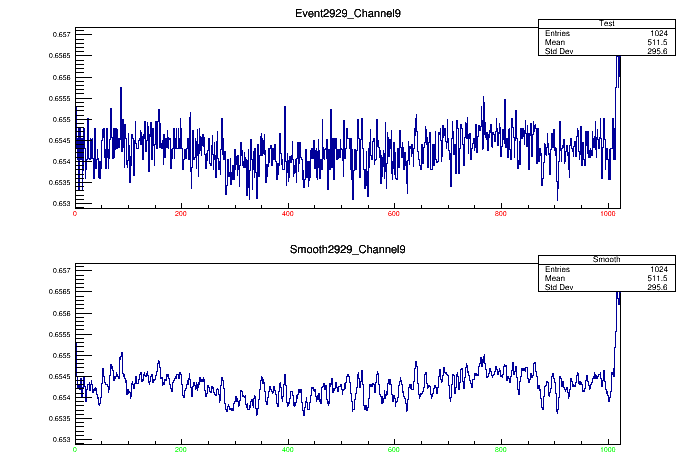 Event2929_Channel9
Test
Entries 1024
Mean 511.5
Std Dev 295.6
0.657
0.6565
0.656
0.6555
0.655
0.6545
0.654
0.6535
0.653
0 200 400 600 800 1000
Smooth2929_Channel9
Smooth
Entries 1024
Mean 511.5
Std Dev 295.6
0.657
0.6565
0.656
0.6555
0.655
0.6545
0.654
0.6535
0.653
0 200 400 600 800 1000